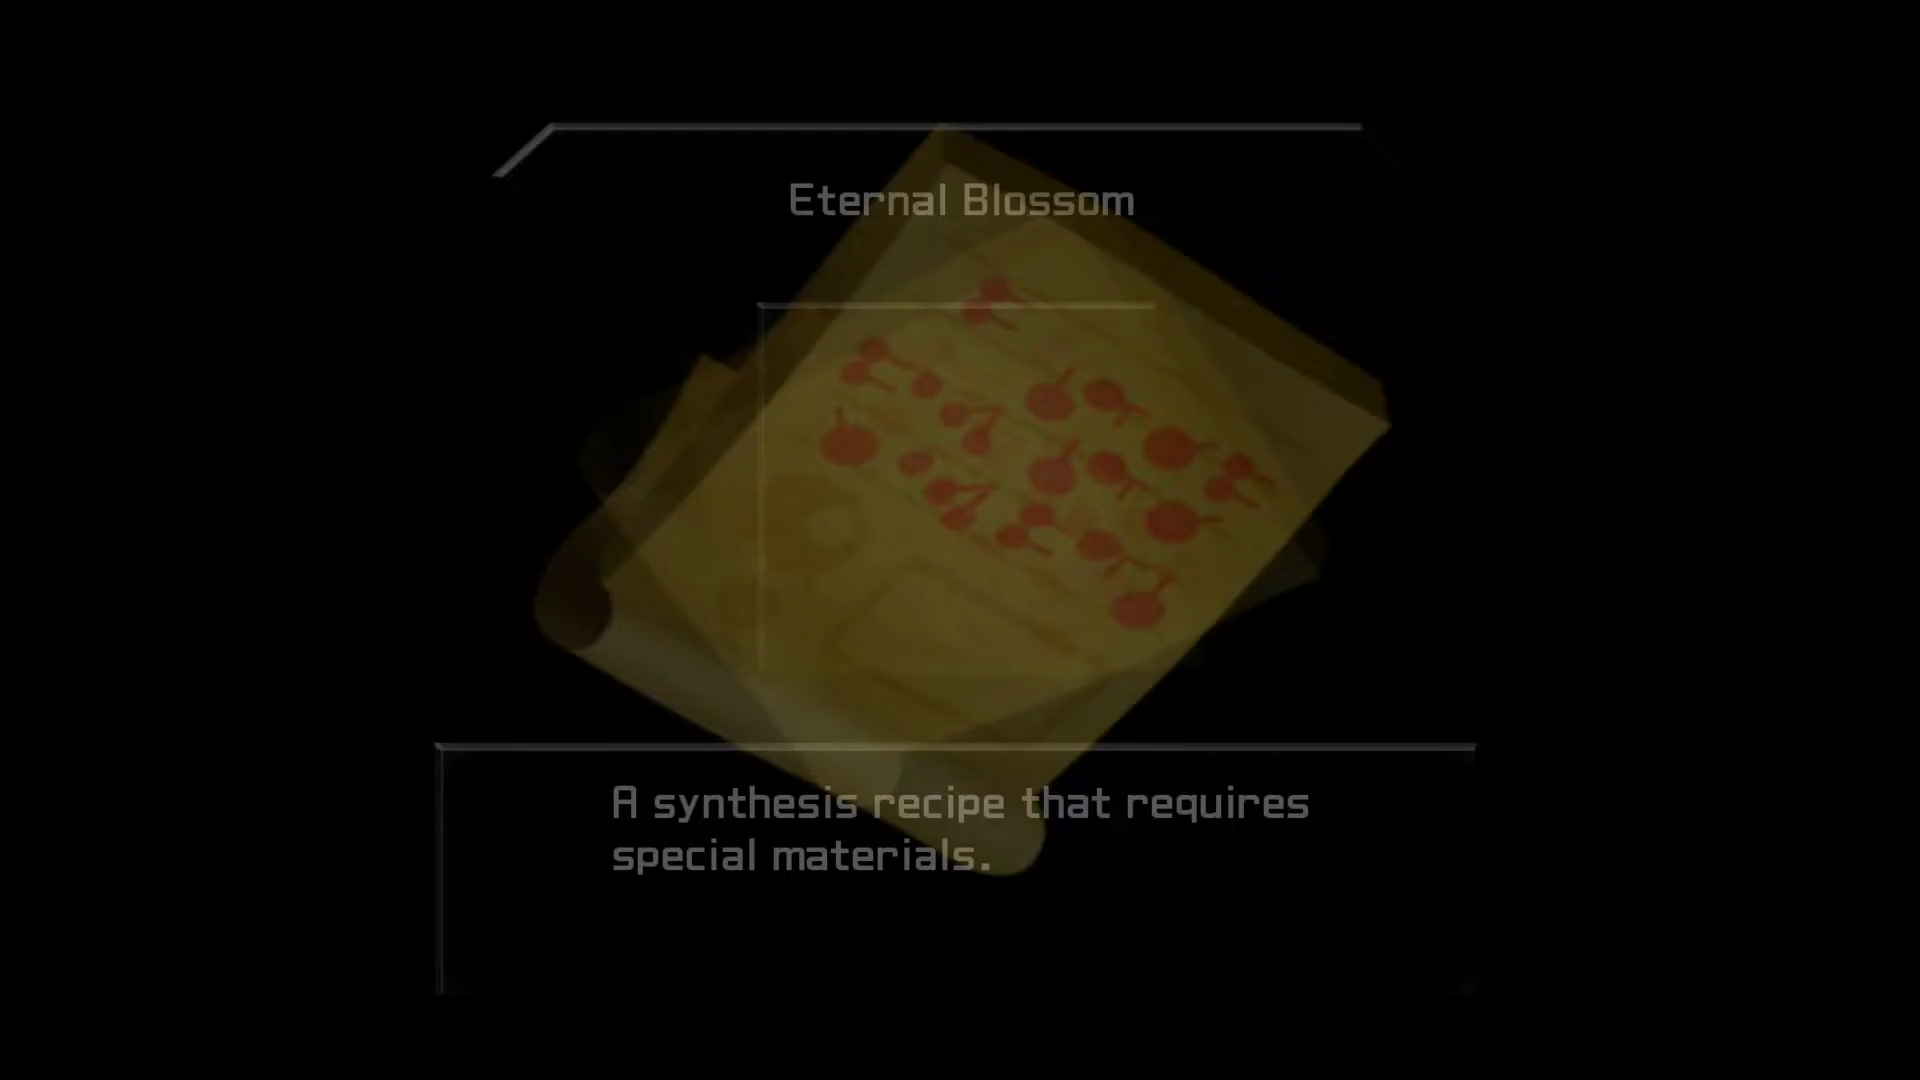 Eternal Blossom
A synthesis recipe that requires
special materials.